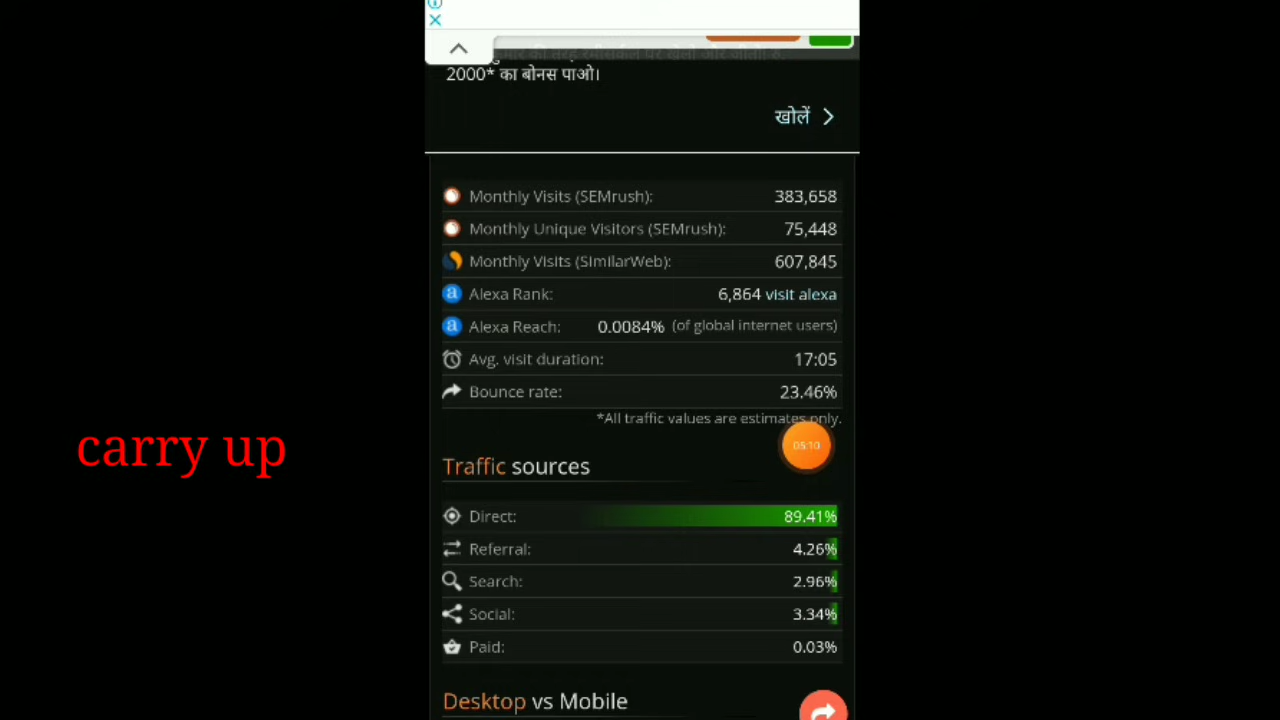 2000* का बोनस पाओ।
खोलें
Monthly Visits (SEMrush): 383,658
Monthly Unique Visitors (SEMrush): 75,448
Monthly Visits (SimilarWeb): 607,845
Alexa Rank: 6,864 visit alexa
Alexa Reach: 0.0084% (of global internet users)
Avg. visit duration: 17:05
Bounce rate: 23.46%
*All traffic values are estimates only.
carry up
05:10
Traffic sources
Direct: 89.41%
Referral: 4.26%
Search: 2.96%
Social: 3.34%
Paid: 0.03%
Desktop vs Mobile